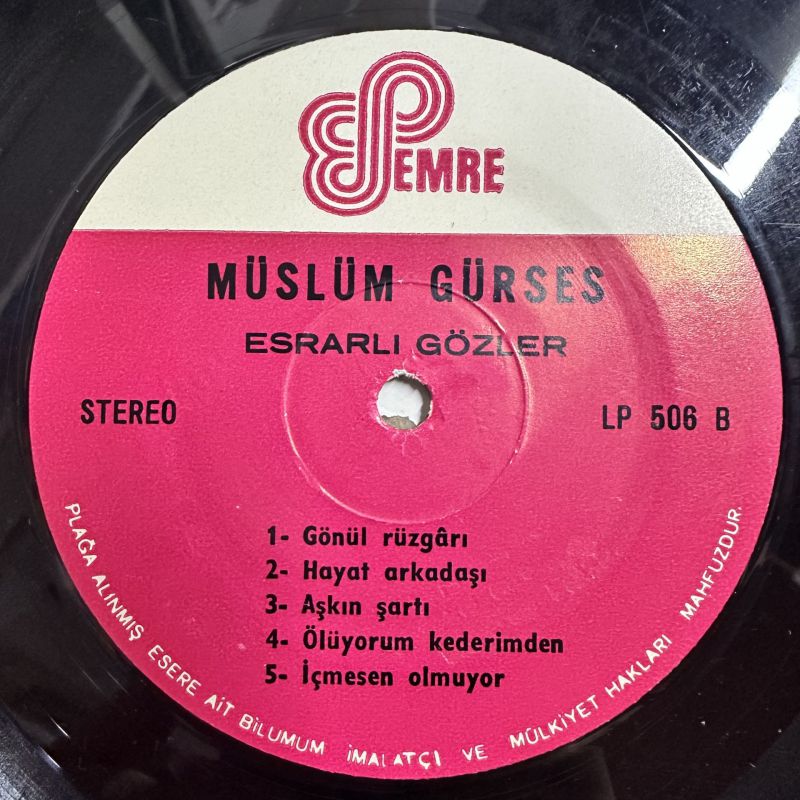 EMRE
MÜSLÜM GÜRSES
ESRARLI GÖZLER
STEREO
LP 506 B
1- Gönül rüzgârı
2- Hayat arkadaşı
3- Aşkın şartı
4- Ölüyorum kederimden
5- İçmesen olmuyor
PLAĞA ALINMIŞ ESERE AİT BİLUMUM İMALATÇI VE MÜLKİYET HAKLARI MAHFUZDUR.